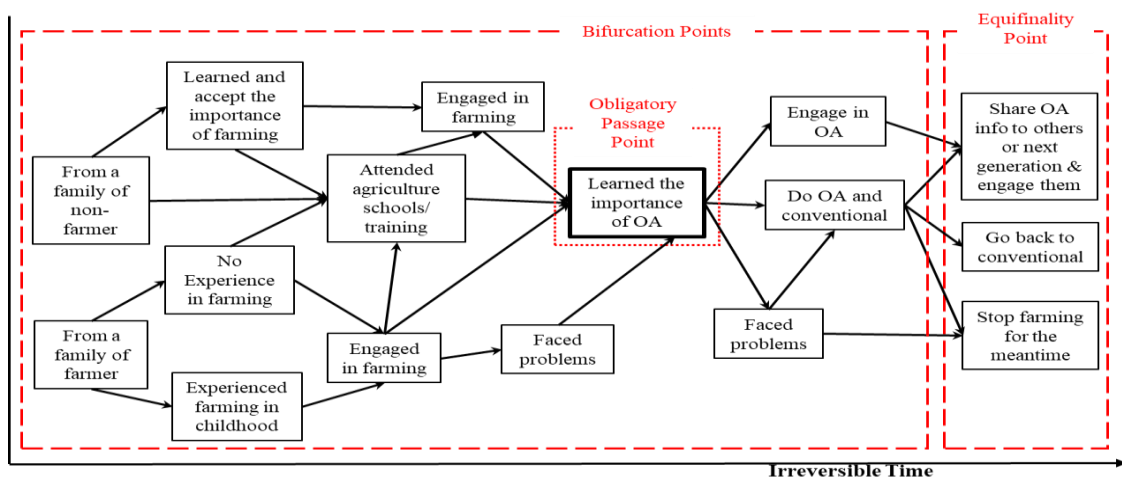 Bifurcation Points
Equifinality
Point
Learned and
accept the
importance
of farming
Engaged in
farming
Obligatory
Passage
Point
Engage in
OA
Share OA
info to others
or next
generation &
engage them
From a
family of
non-
farmer
Attended
agriculture
schools/
training
Learned the
importance
of OA
Do OA and
conventional
No
Experience
in farming
Go back to
conventional
From a
family of
farmer
Engaged
in farming
Faced
problems
Faced
problems
Stop farming
for the
meantime
Experienced
farming in
childhood
Irreversible Time